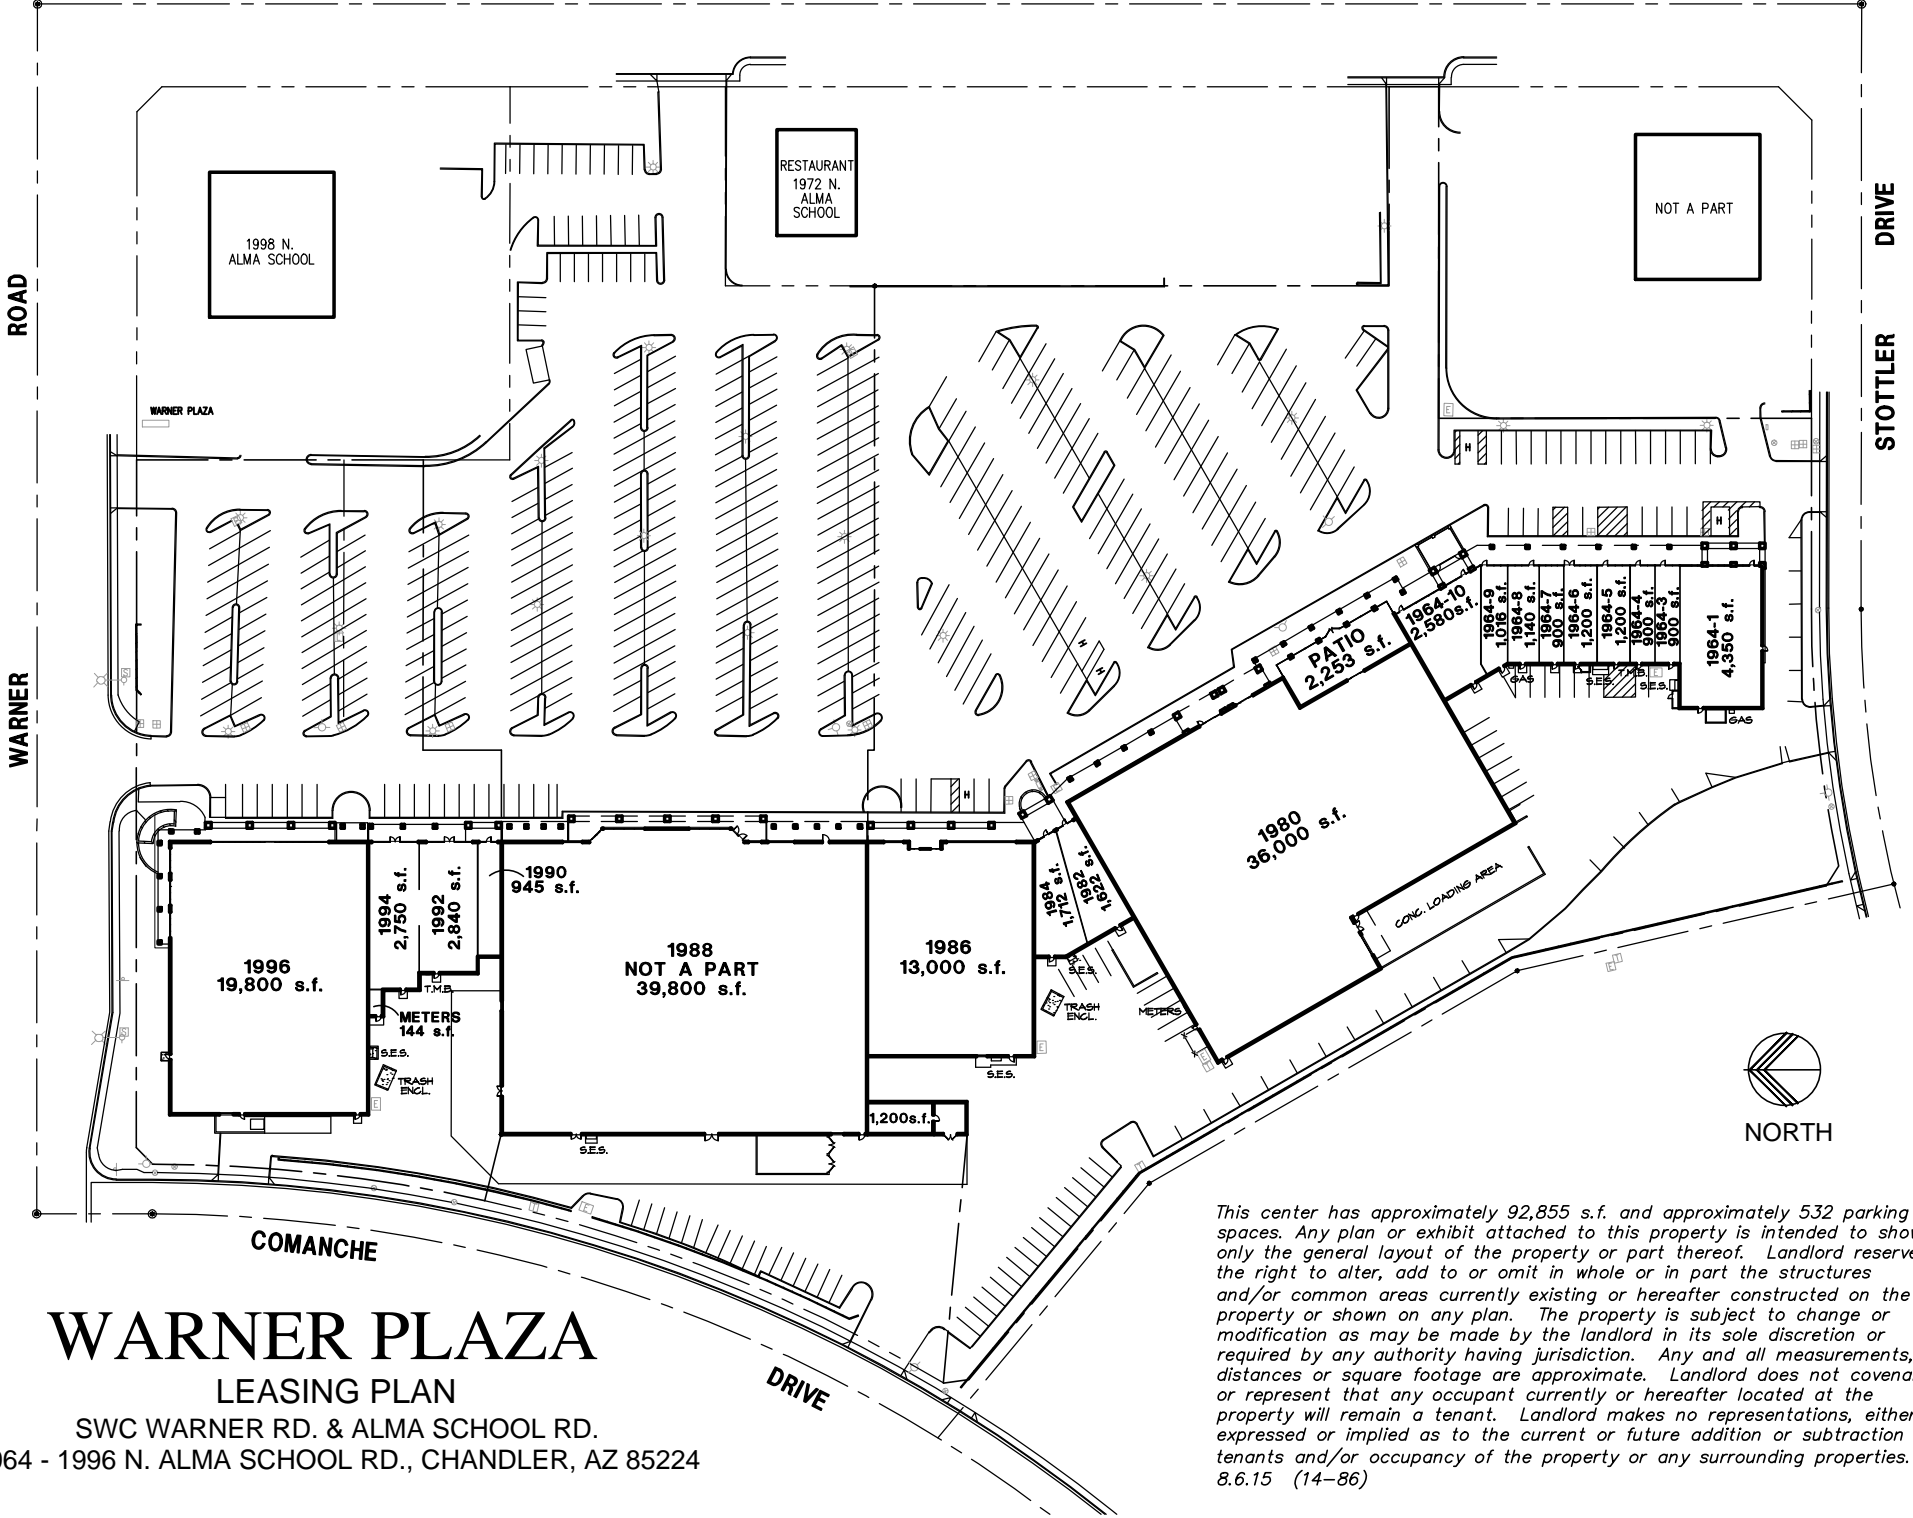 RESTAURANT
1972 N.
ALMA
SCHOOL
NOT A PART
1998 N.
ALMA SCHOOL
WARNER ROAD
STOTTLER DRIVE
WARNER PLAZA
H
H
H
H
H
1964-10
2,580s.f.
1964-9
1,016 s.f.
1964-8
1,140 s.f.
1964-7
900 s.f.
1964-6
1,200 s.f.
1964-5
1,200 s.f.
1964-4
900 s.f.
1964-3
900 s.f.
1964-1
4,350 s.f.
PATIO
2,253 s.f.
GAS
S.E.S.
T.M.B.
S.E.S.
GAS
1980
36,000 s.f.
CONC. LOADING AREA
1984
1,712 s.f.
1982
1,622 s.f.
1990
945 s.f.
1994
2,750 s.f.
1992
2,840 s.f.
1996
19,800 s.f.
1988
NOT A PART
39,800 s.f.
1986
13,000 s.f.
S.E.S.
T.M.B.
METERS
144 s.f.
TRASH
ENCL.
METERS
S.E.S.
TRASH
ENCL.
S.E.S.
1,200s.f.
S.E.S.
NORTH
COMANCHE DRIVE
WARNER PLAZA
LEASING PLAN
SWC WARNER RD. & ALMA SCHOOL RD.
964 - 1996 N. ALMA SCHOOL RD., CHANDLER, AZ 85224
This center has approximately 92,855 s.f. and approximately 532 parking
spaces. Any plan or exhibit attached to this property is intended to show
only the general layout of the property or part thereof. Landlord reserve
the right to alter, add to or omit in whole or in part the structures
and/or common areas currently existing or hereafter constructed on the
property or shown on any plan. The property is subject to change or
modification as may be made by the landlord in its sole discretion or
required by any authority having jurisdiction. Any and all measurements,
distances or square footage are approximate. Landlord does not covena
or represent that any occupant currently or hereafter located at the
property will remain a tenant. Landlord makes no representations, either
expressed or implied as to the current or future addition or subtraction
tenants and/or occupancy of the property or any surrounding properties.
8.6.15 (14-86)